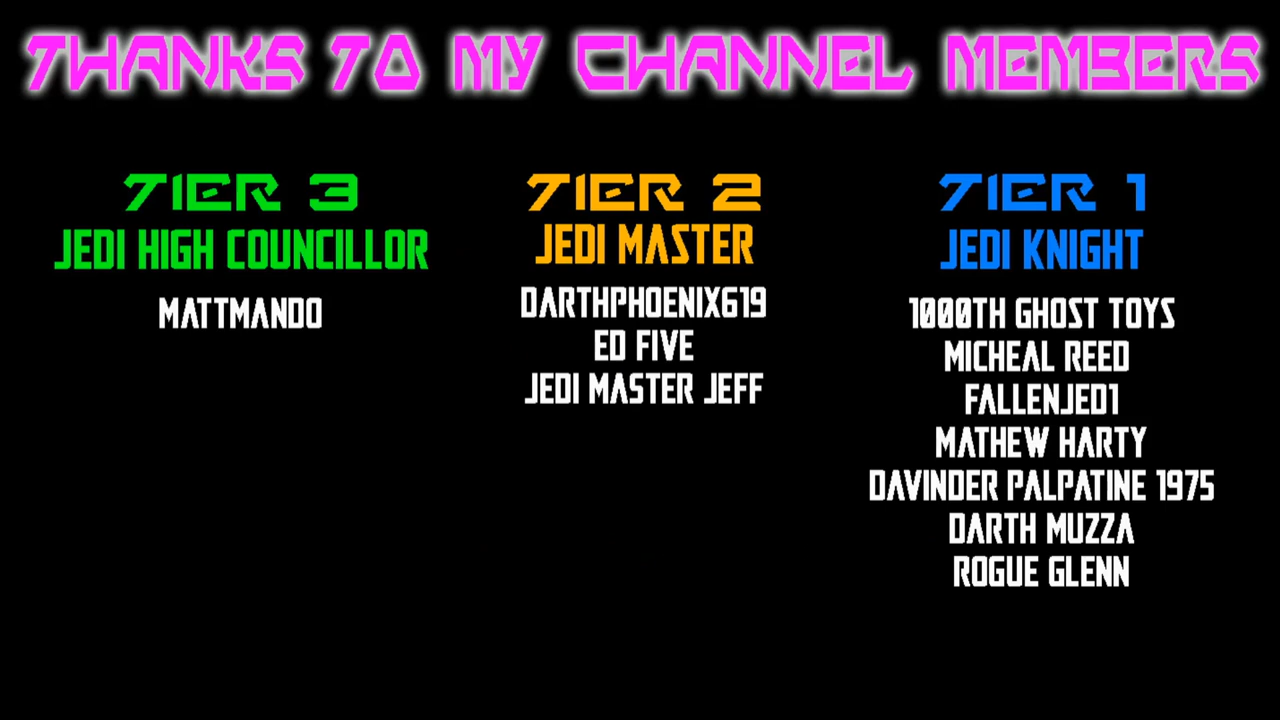 THANKS TO MY CHANNEL MEMBERS
TIER 3
JEDI HIGH COUNCILLOR
MATTMANDO
TIER 2
JEDI MASTER
DARTHPHOENIX619
ED FIVE
JEDI MASTER JEFF
TIER 1
JEDI KNIGHT
1000TH GHOST TOYS
MICHEAL REED
FALLENJED1
MATHEW HARTY
DAVINDER PALPATINE 1975
DARTH MUZZA
ROGUE GLENN